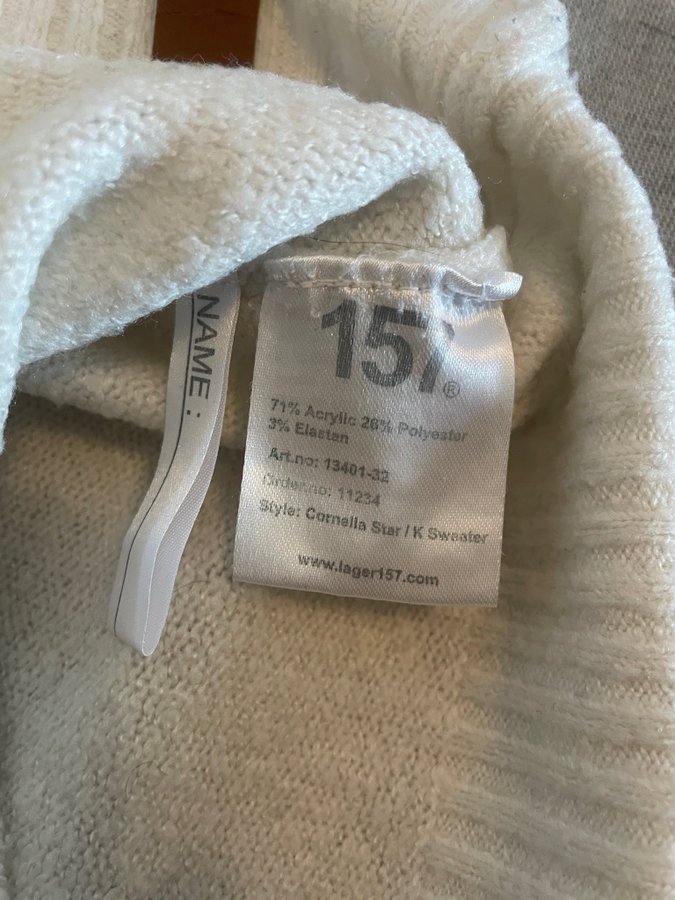 NAME:
157®
71% Acrylic 26% Polyester
3% Elastan
Art.no: 13401-32
Order.no: 11234
Style: Cornelia Star / K Sweater
www.lager157.com